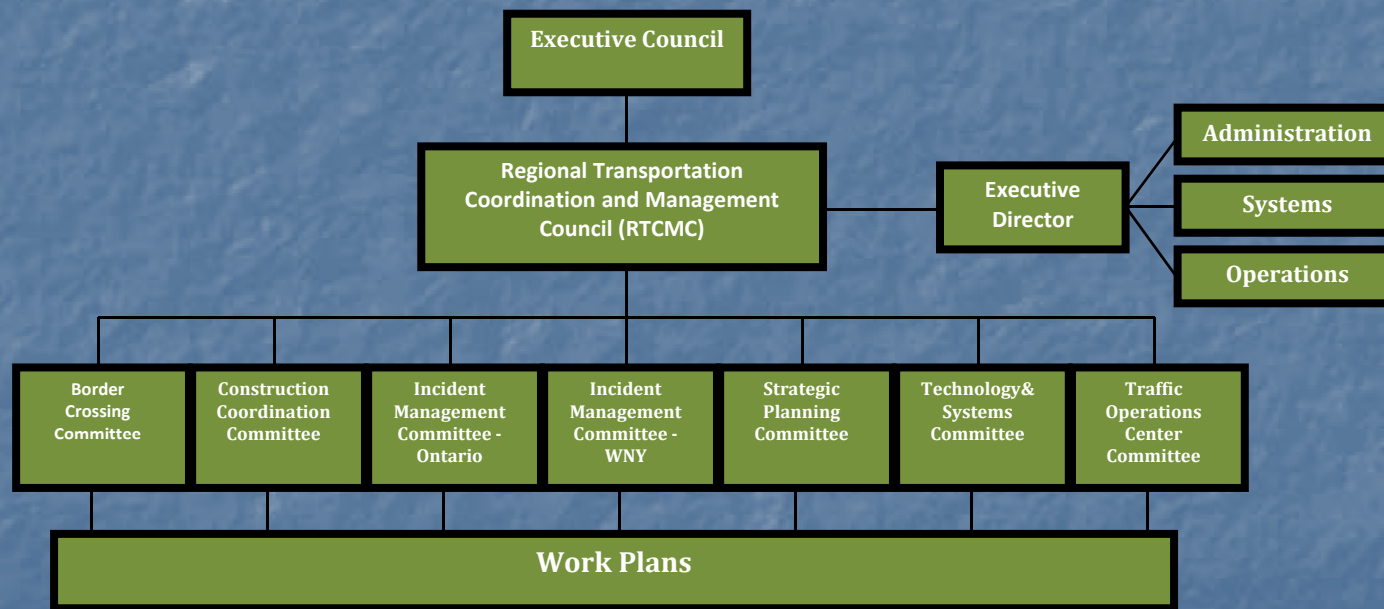 Executive Council
Regional Transportation
Coordination and Management
Council (RTCMC)
Executive
Director
Administration
Systems
Operations
Border
Crossing
Committee
Construction
Coordination
Committee
Incident
Management
Committee -
Ontario
Incident
Management
Committee -
WNY
Strategic
Planning
Committee
Technology&
Systems
Committee
Traffic
Operations
Center
Committee
Work Plans